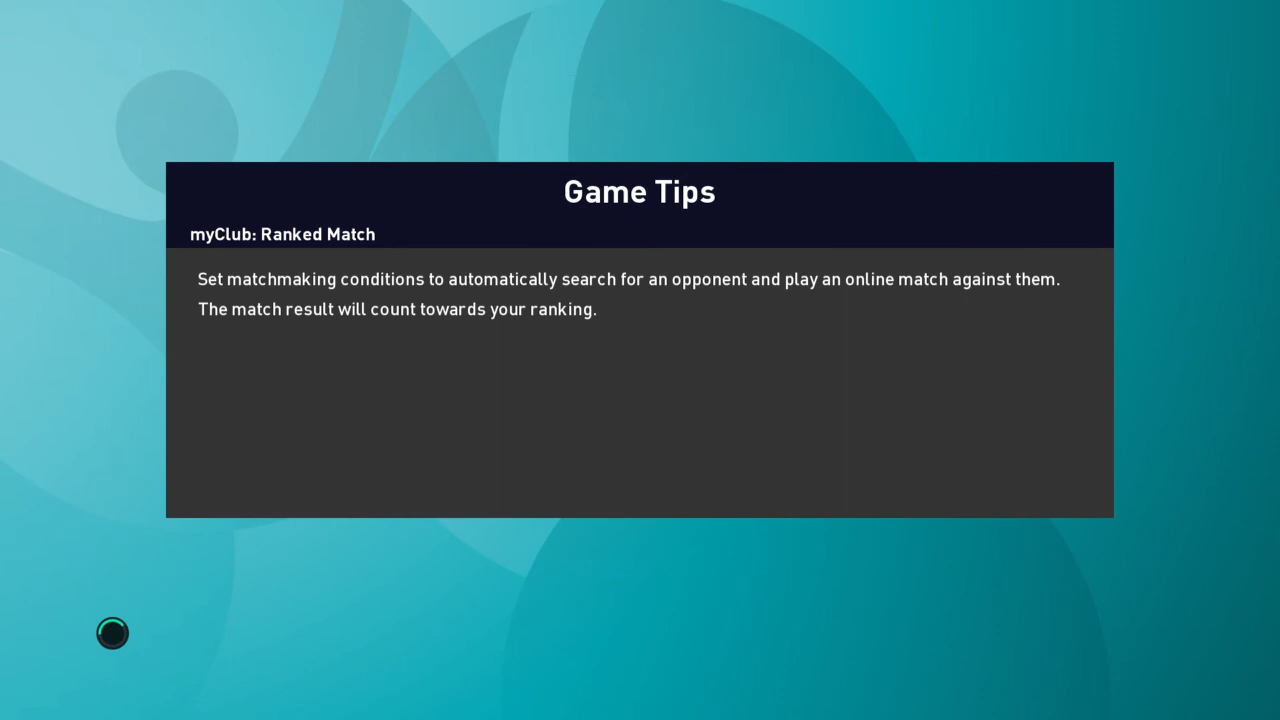 Game Tips
myClub: Ranked Match
Set matchmaking conditions to automatically search for an opponent and play an online match against them.
The match result will count towards your ranking.